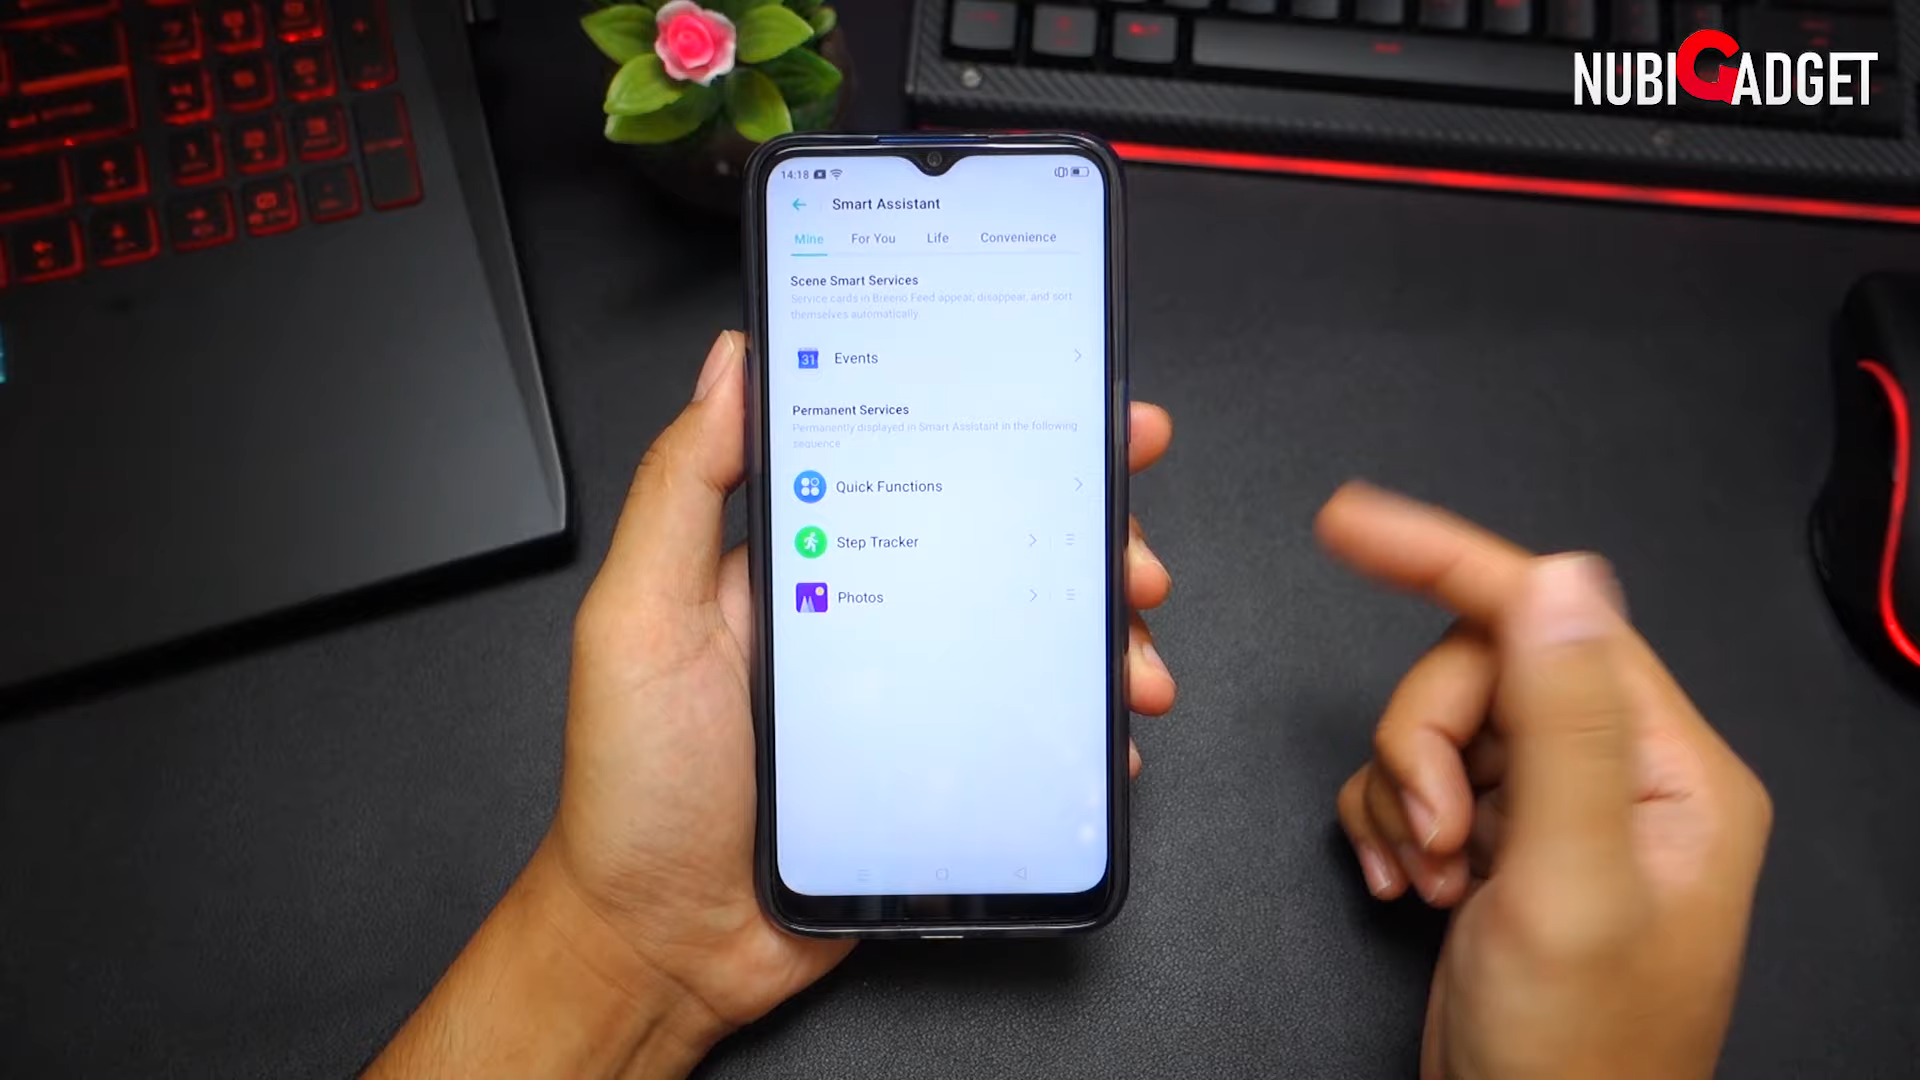 NUBIGADGET
14:18
Smart Assistant
Mine For You Life Convenience
Scene Smart Services
Service cards in Breeno Feed appear, disappear, and sort
themselves automatically
31
Events
Permanent Services
Permanently displayed in Smart Assistant in the following
sequence
Quick Functions
Step Tracker
Photos